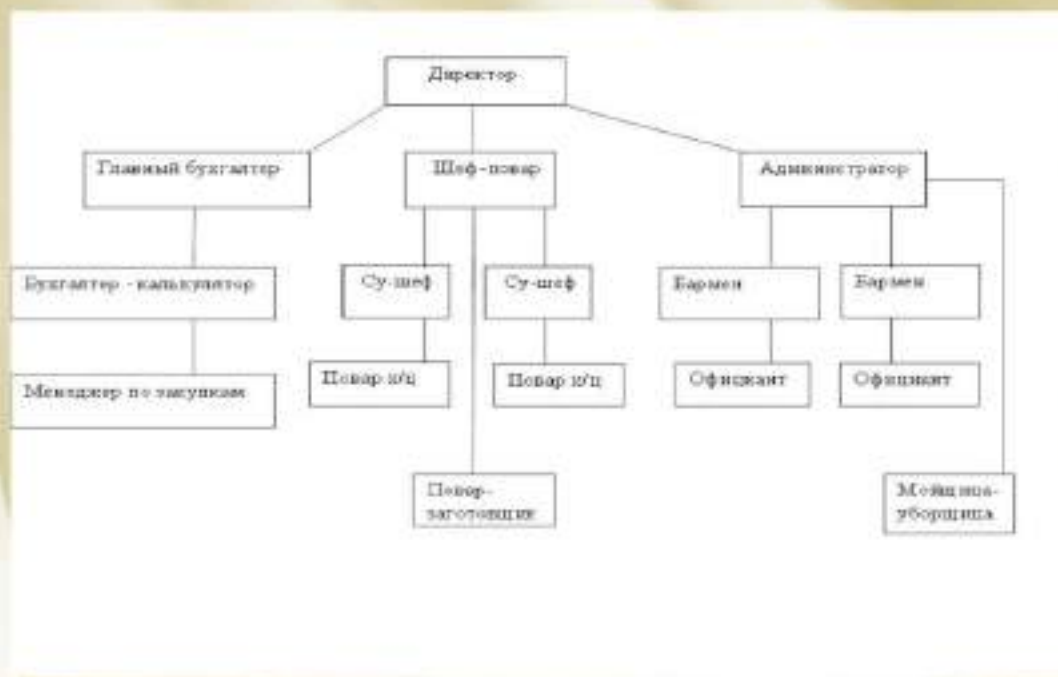 Директор
Главный бухгалтер
Шеф-повар
Администратор
Бухгалтер - калькулятор
Су-шеф
Су-шеф
Бармен
Бармен
Менеджер по закупкам
Повар х/ц
Повар х/ц
Официант
Официант
Повар-
заготовщик
Мойщица-
уборщица